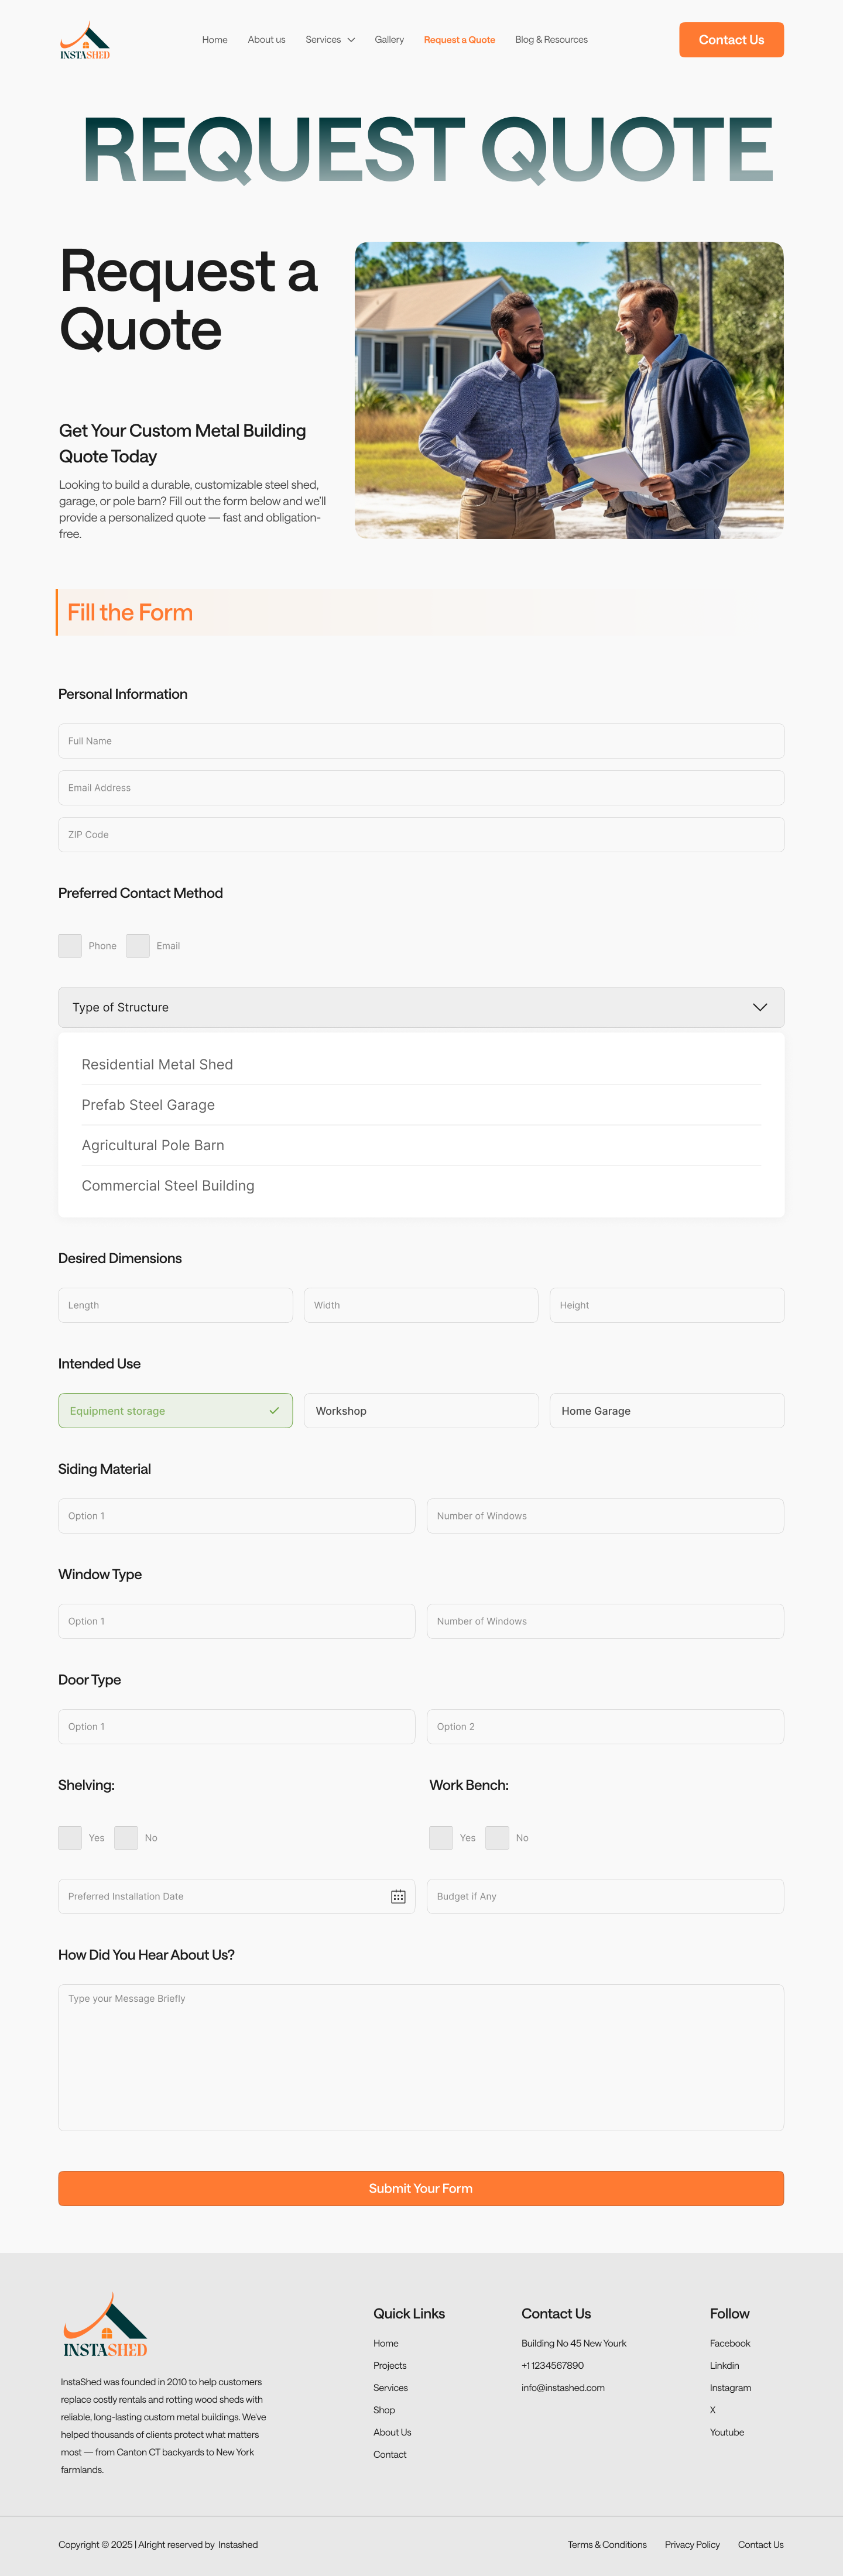 INSTASHED
Home About us Services Gallery Request a Quote Blog & Resources Contact Us
REQUEST QUOTE
Request a
Quote
Get Your Custom Metal Building
Quote Today
Looking to build a durable, customizable steel shed,
garage, or pole barn? Fill out the form below and we'll
provide a personalized quote — fast and obligation-
free.
Fill the Form
Personal Information
Full Name
Email Address
ZIP Code
Preferred Contact Method
Phone Email
Type of Structure
Residential Metal Shed
Prefab Steel Garage
Agricultural Pole Barn
Commercial Steel Building
Desired Dimensions
Length Width Height
Intended Use
Equipment storage Workshop Home Garage
Siding Material
Option 1 Number of Windows
Window Type
Option 1 Number of Windows
Door Type
Option 1 Option 2
Shelving: Work Bench:
Yes No Yes No
Preferred Installation Date Budget if Any
How Did You Hear About Us?
Type your Message Briefly
Submit Your Form
INSTASHED
InstaShed was founded in 2010 to help customers
replace costly rentals and rotting wood sheds with
reliable, long-lasting custom metal buildings. We've
helped thousands of clients protect what matters
most — from Canton CT backyards to New York
farmlands.
Quick Links
Home
Projects
Services
Shop
About Us
Contact
Contact Us
Building No 45 New Yourk
+1 1234567890
info@instashed.com
Follow
Facebook
Linkdin
Instagram
X
Youtube
Copyright © 2025 | Alright reserved by Instashed
Terms & Conditions Privacy Policy Contact Us